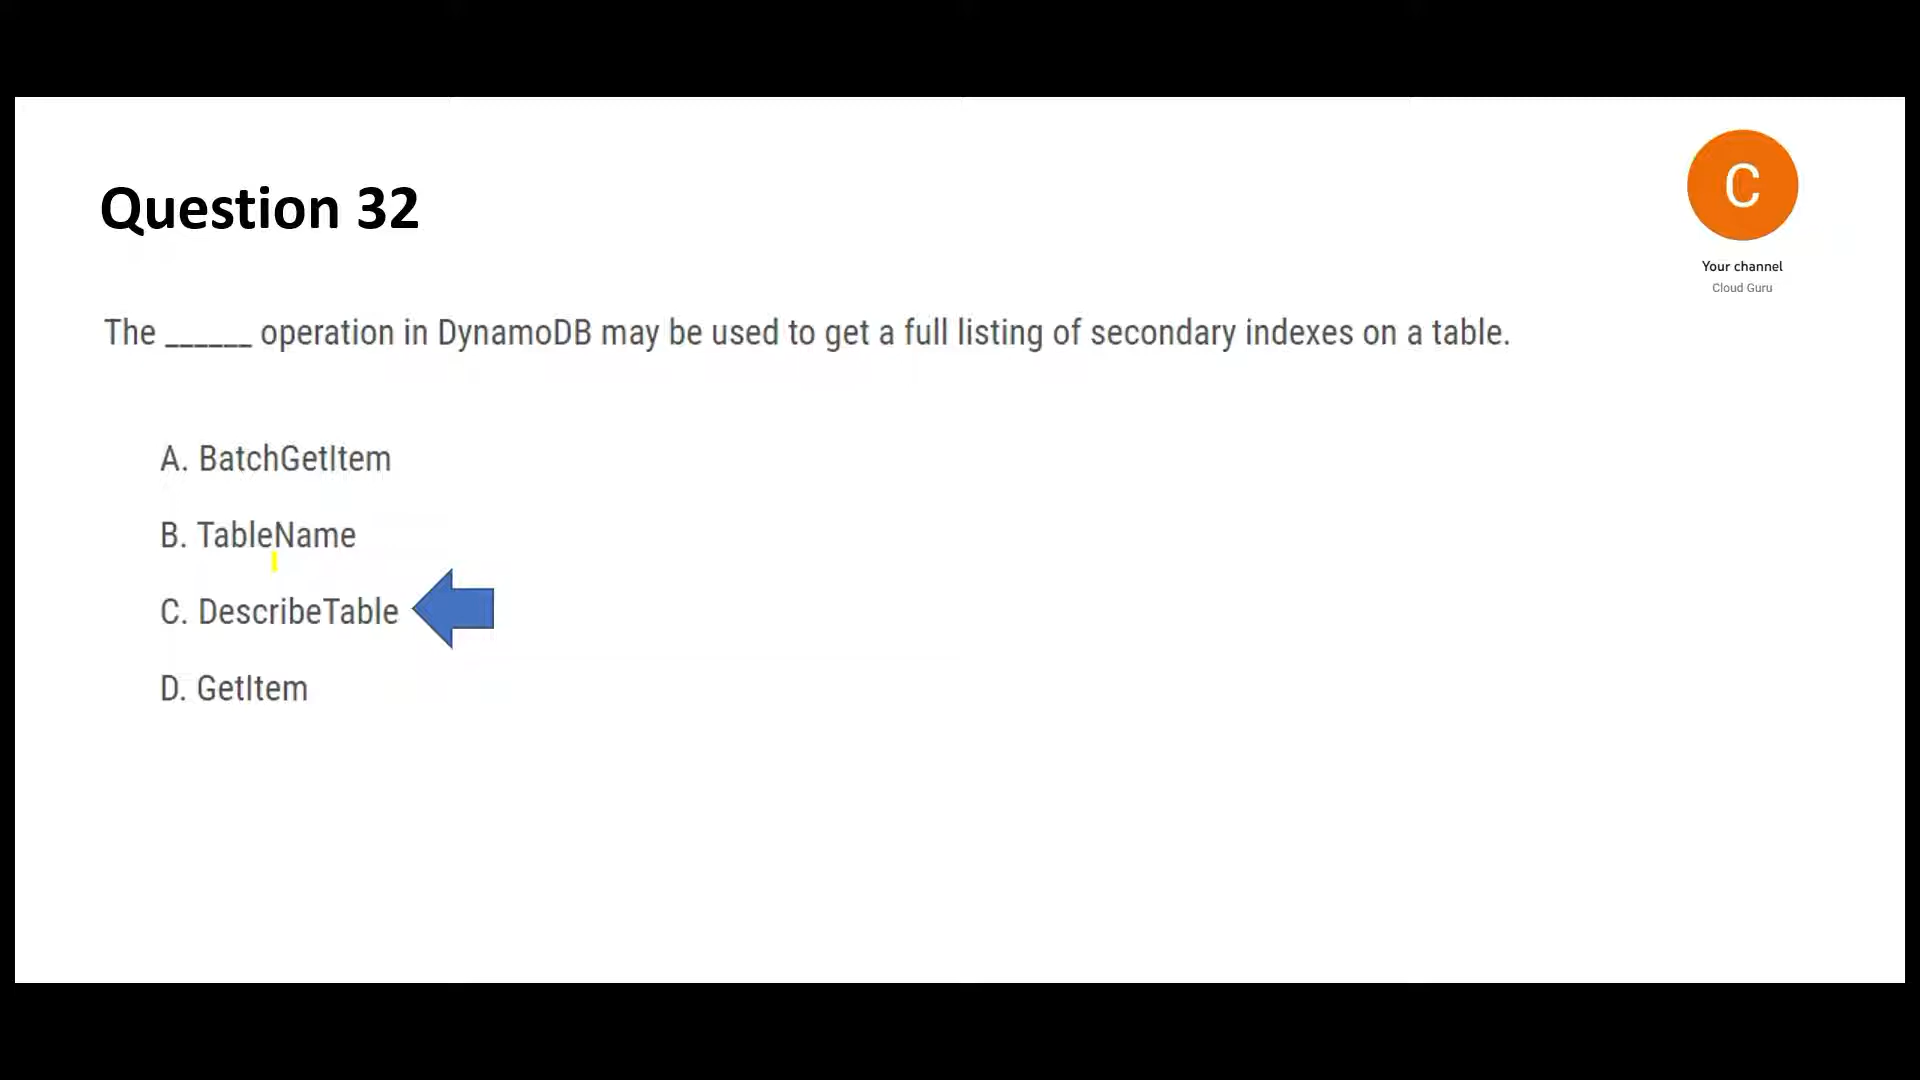 Question 32
C
Your channel
Cloud Guru
The ______ operation in DynamoDB may be used to get a full listing of secondary indexes on a table.
A. BatchGetItem
B. TableName
C. DescribeTable
D. GetItem